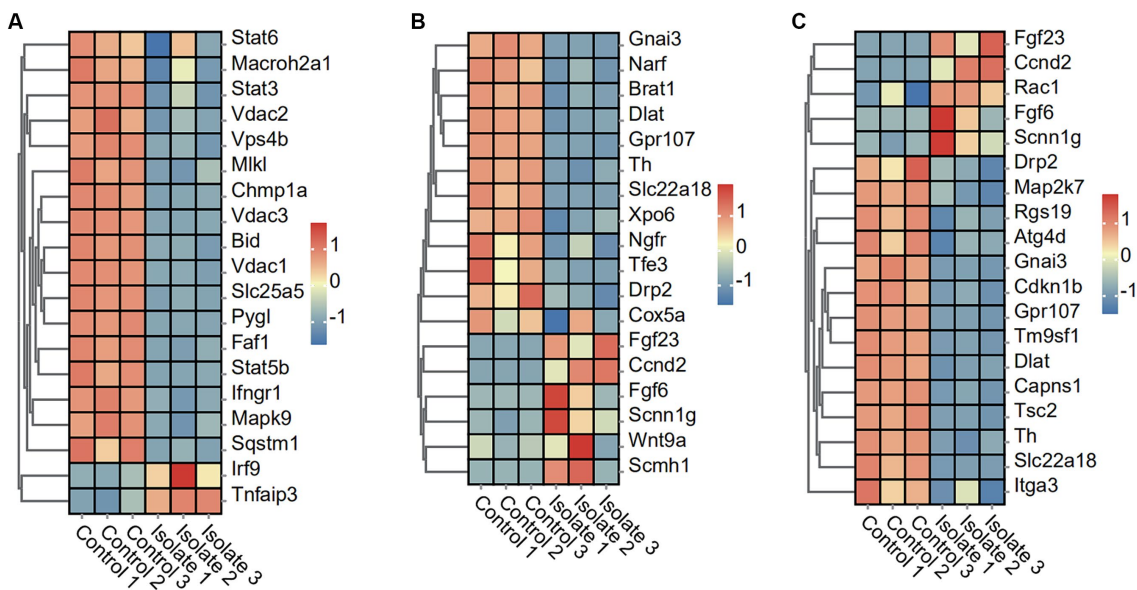 A
Stat6
Macroh2a1
Stat3
Vdac2
Vps4b
Mlkl
Chmp1a
Vdac3
Bid
Vdac1
Slc25a5
Pygl
Faf1
Stat5b
Ifngr1
Mapk9
Sqstm1
Irf9
Tnfaip3
1
0
-1
Control 1
Control 2
Control 3
Isolate 1
Isolate 2
Isolate 3
B
Gnai3
Narf
Brat1
Dlat
Gpr107
Th
Slc22a18
Xpo6
Ngfr
Tfe3
Drp2
Cox5a
Fgf23
Ccnd2
Fgf6
Scnn1g
Wnt9a
Scmh1
1
0
-1
Control 1
Control 2
Control 3
Isolate 1
Isolate 2
Isolate 3
C
Fgf23
Ccnd2
Rac1
Fgf6
Scnn1g
Drp2
Map2k7
Rgs19
Atg4d
Gnai3
Cdkn1b
Gpr107
Tm9sf1
Dlat
Capns1
Tsc2
Th
Slc22a18
Itga3
1
0
-1
Control 1
Control 2
Control 3
Isolate 1
Isolate 2
Isolate 3